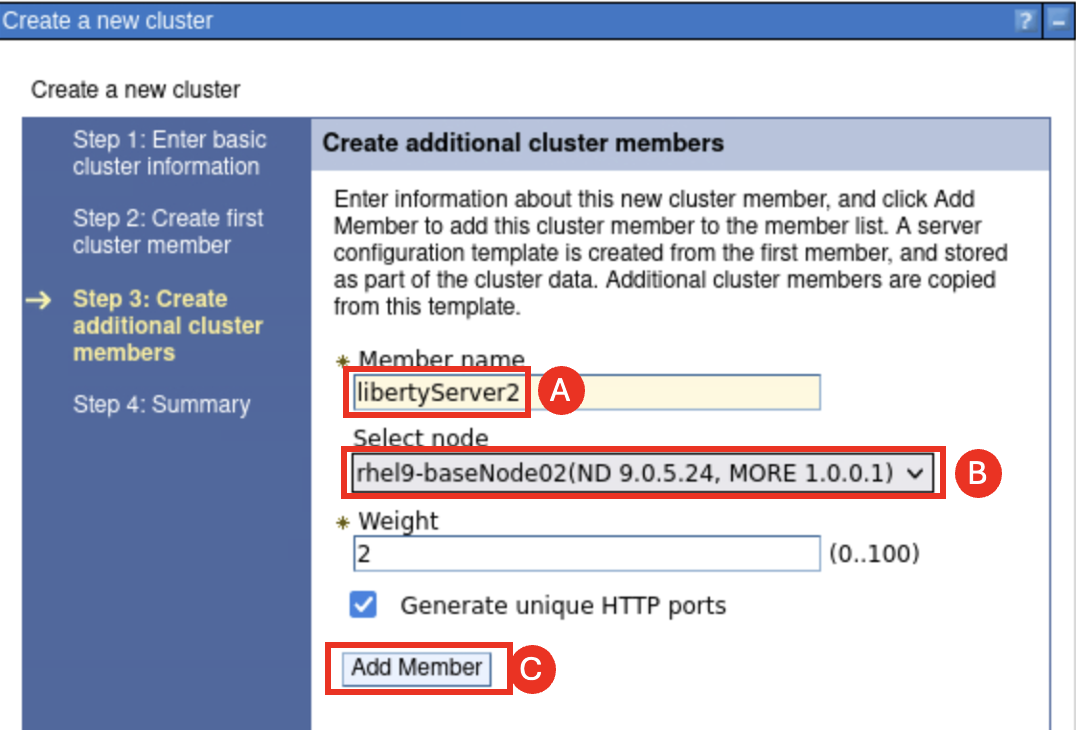 Create a new cluster
?
Create a new cluster
Step 1: Enter basic
cluster information
Step 2: Create first
cluster member
Step 3: Create
additional cluster
members
Step 4: Summary
Create additional cluster members
Enter information about this new cluster member, and click Add
Member to add this cluster member to the member list. A server
configuration template is created from the first member, and stored
as part of the cluster data. Additional cluster members are copied
from this template.
Member name
libertyServer2
A
Select node
rhel9-baseNode02(ND 9.0.5.24, MORE 1.0.0.1)
B
Weight
2 (0..100)
Generate unique HTTP ports
Add Member
C